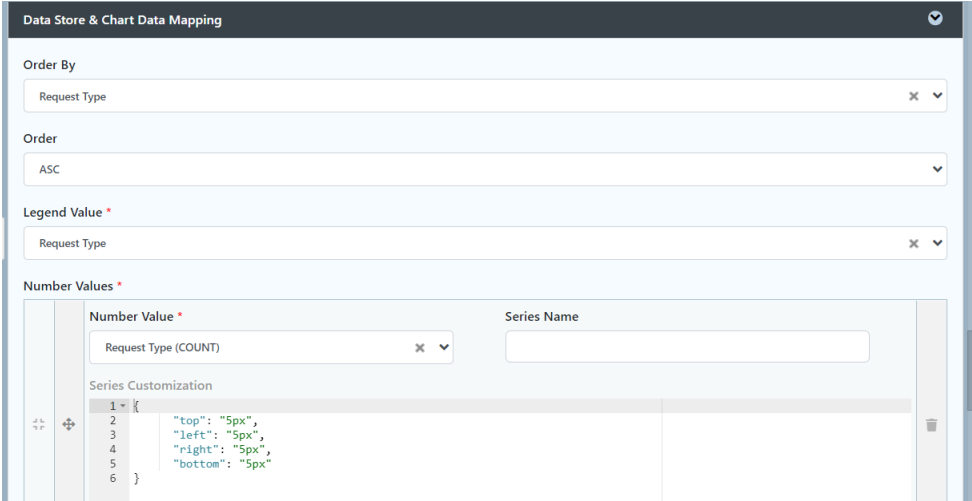 Data Store & Chart Data Mapping
Order By
Request Type
Order
ASC
Legend Value *
Request Type
Number Values *
Number Value *
Series Name
Request Type (COUNT)
Series Customization
1 {
2 "top": "5px",
3 "left": "5px",
4 "right": "5px",
5 "bottom": "5px"
6 }